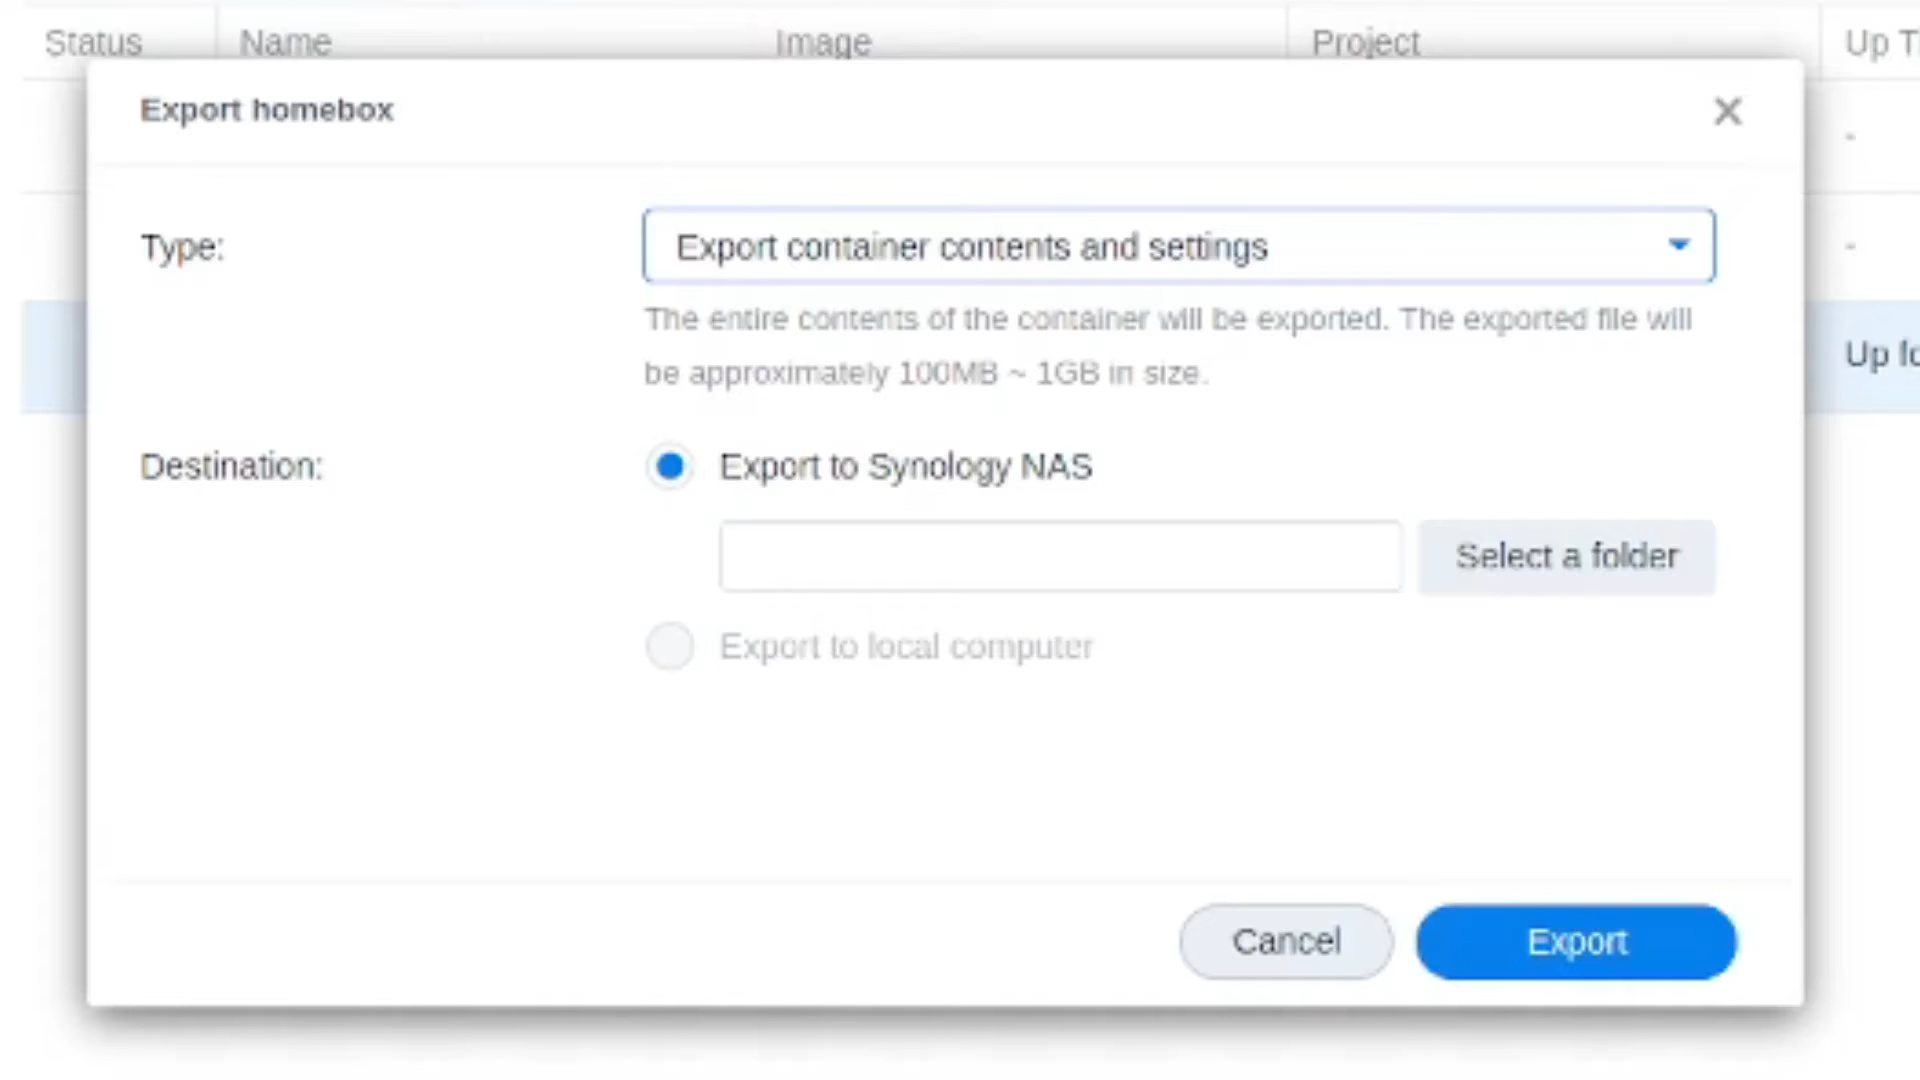 Status Name Image Project Up T
Export homebox
-
Type: Export container contents and settings
-
The entire contents of the container will be exported. The exported file will
Up fo
be approximately 100MB ~ 1GB in size.
Destination: Export to Synology NAS
Select a folder
Export to local computer
Cancel Export